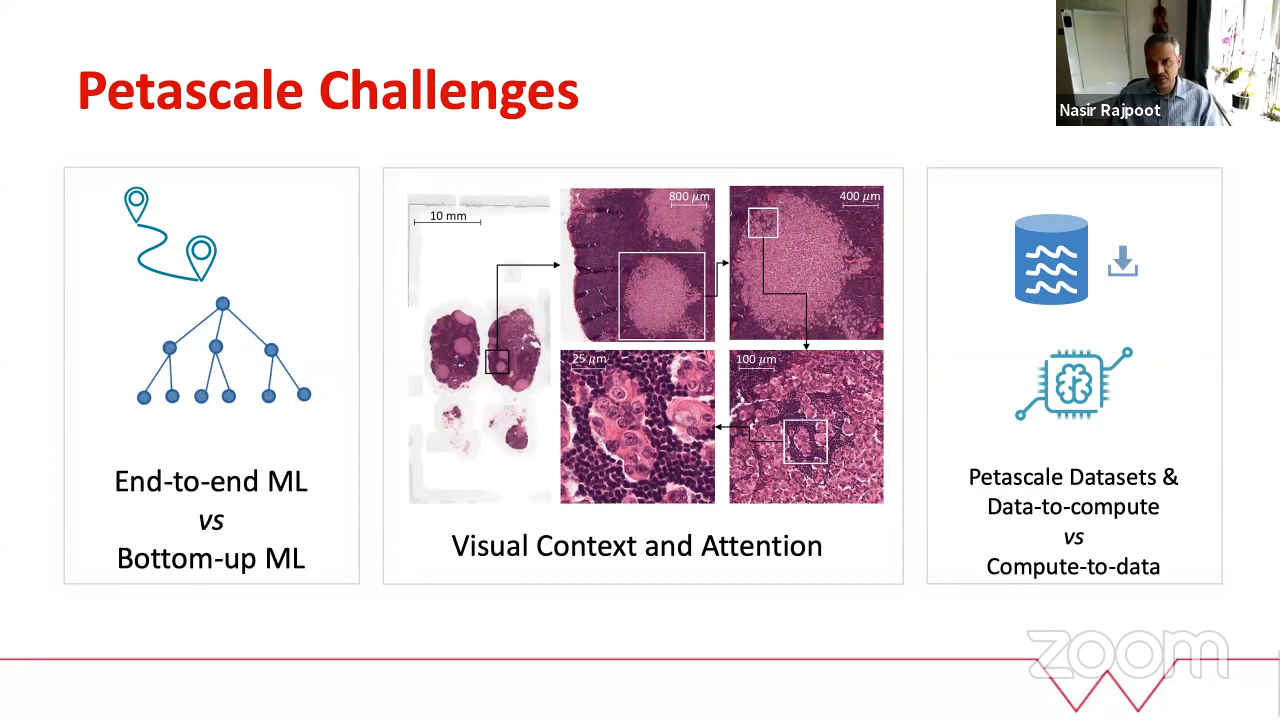 Petascale Challenges
Nasir Rajpoot
End-to-end ML
vs
Bottom-up ML
10 mm
800 µm
400 µm
25 µm
100 µm
Visual Context and Attention
Petascale Datasets &
Data-to-compute
vs
Compute-to-data
zoom